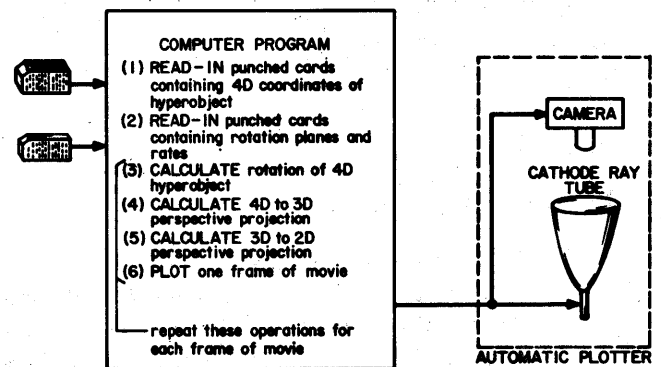 COMPUTER PROGRAM
(1) READ-IN punched cards
containing 4D coordinates of
hyperobject
(2) READ-IN punched cards
containing rotation planes and
rates
(3) CALCULATE rotation of 4D
hyperobject
(4) CALCULATE 4D to 3D
perspective projection
(5) CALCULATE 3D to 2D
perspective projection
(6) PLOT one frame of movie
repeat these operations for
each frame of movie
CAMERA
CATHODE RAY
TUBE
AUTOMATIC PLOTTER